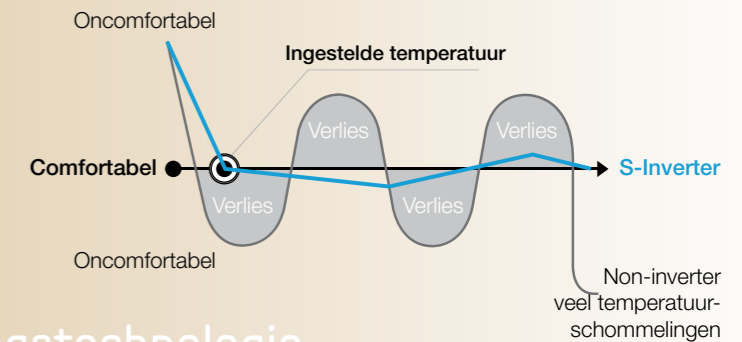 Oncomfortabel
Ingestelde temperatuur
Verlies
Verlies
Comfortabel
S-Inverter
Verlies
Verlies
Oncomfortabel
Non-inverter
veel temperatuur-
schommelingen